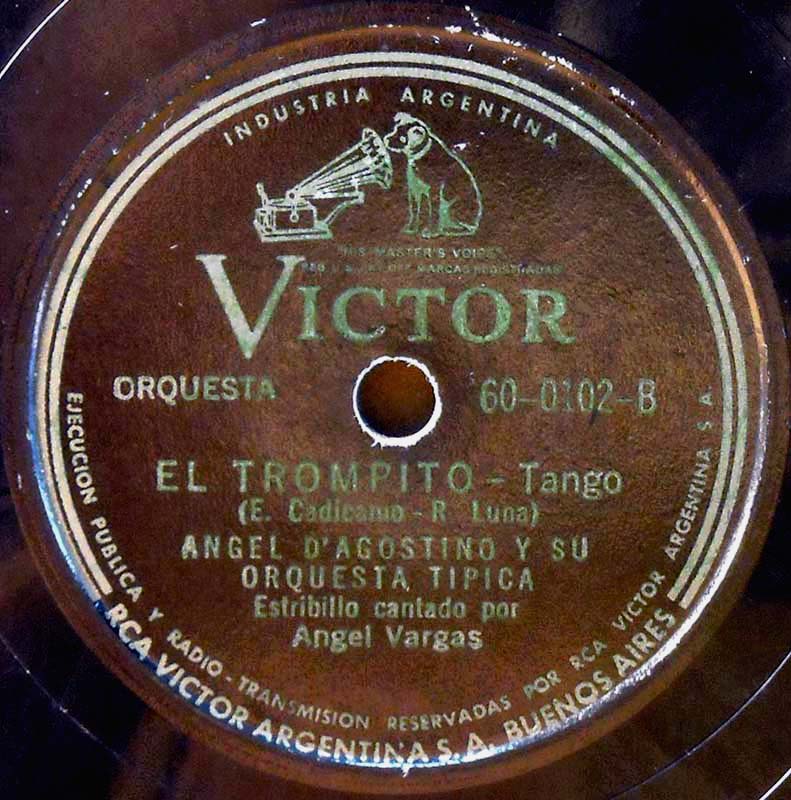 INDUSTRIA ARGENTINA
"HIS MASTER'S VOICE"
MARCAS REGISTRADAS
VICTOR
ORQUESTA 60-0102-B
EL TROMPITO - Tango
(E. Cadicamo - R. Luna)
ANGEL D'AGOSTINO Y SU
ORQUESTA TIPICA
Estribillo cantado por
Angel Vargas
EJECUCION PUBLICA Y RADIO-TRANSMISION RESERVADAS POR RCA VICTOR ARGENTINA S. A.
RCA VICTOR ARGENTINA S. A. BUENOS AIRES